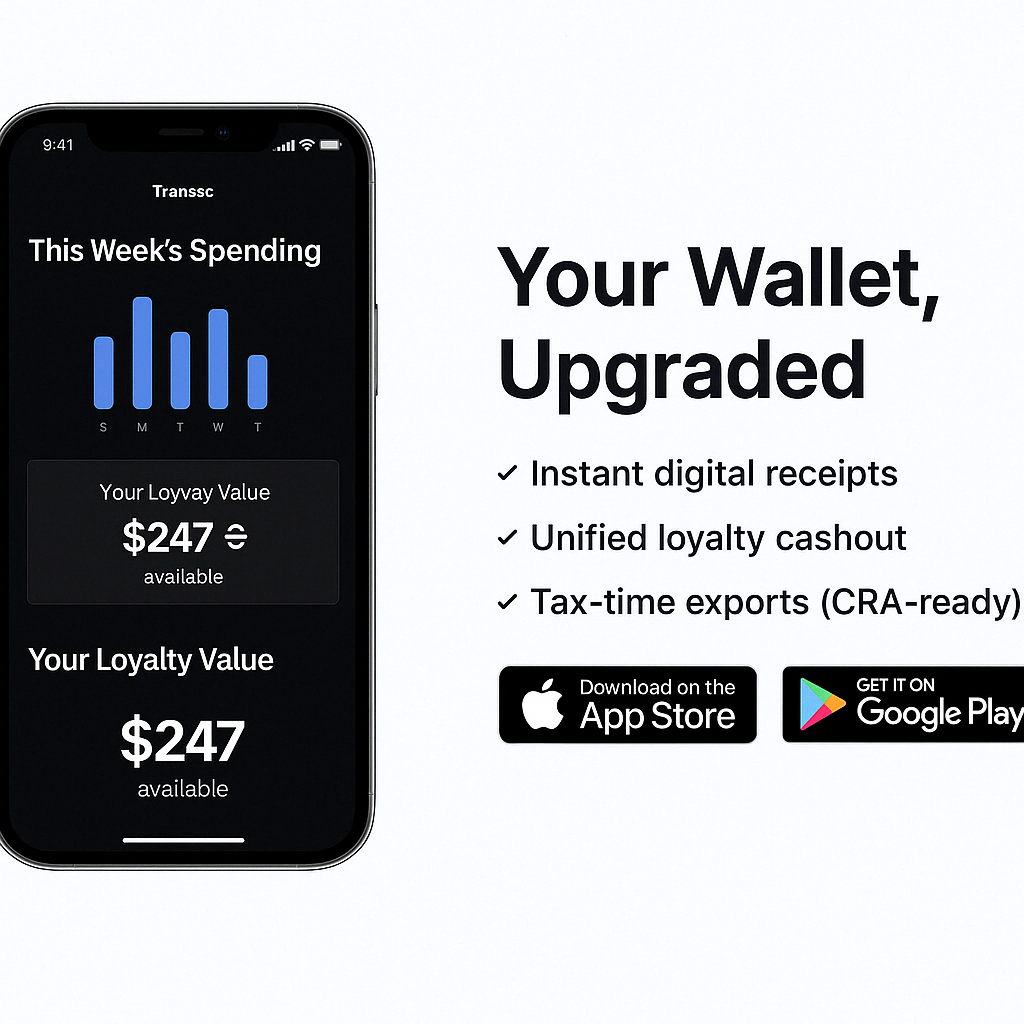 9:41
Transsc
This Week's Spending
S M T W T
Your Loyvay Value
$247
available
Your Loyalty Value
$247
available
Your Wallet,
Upgraded
✓ Instant digital receipts
✓ Unified loyalty cashout
✓ Tax-time exports (CRA-ready)
Download on the
App Store
GET IT ON
Google Play